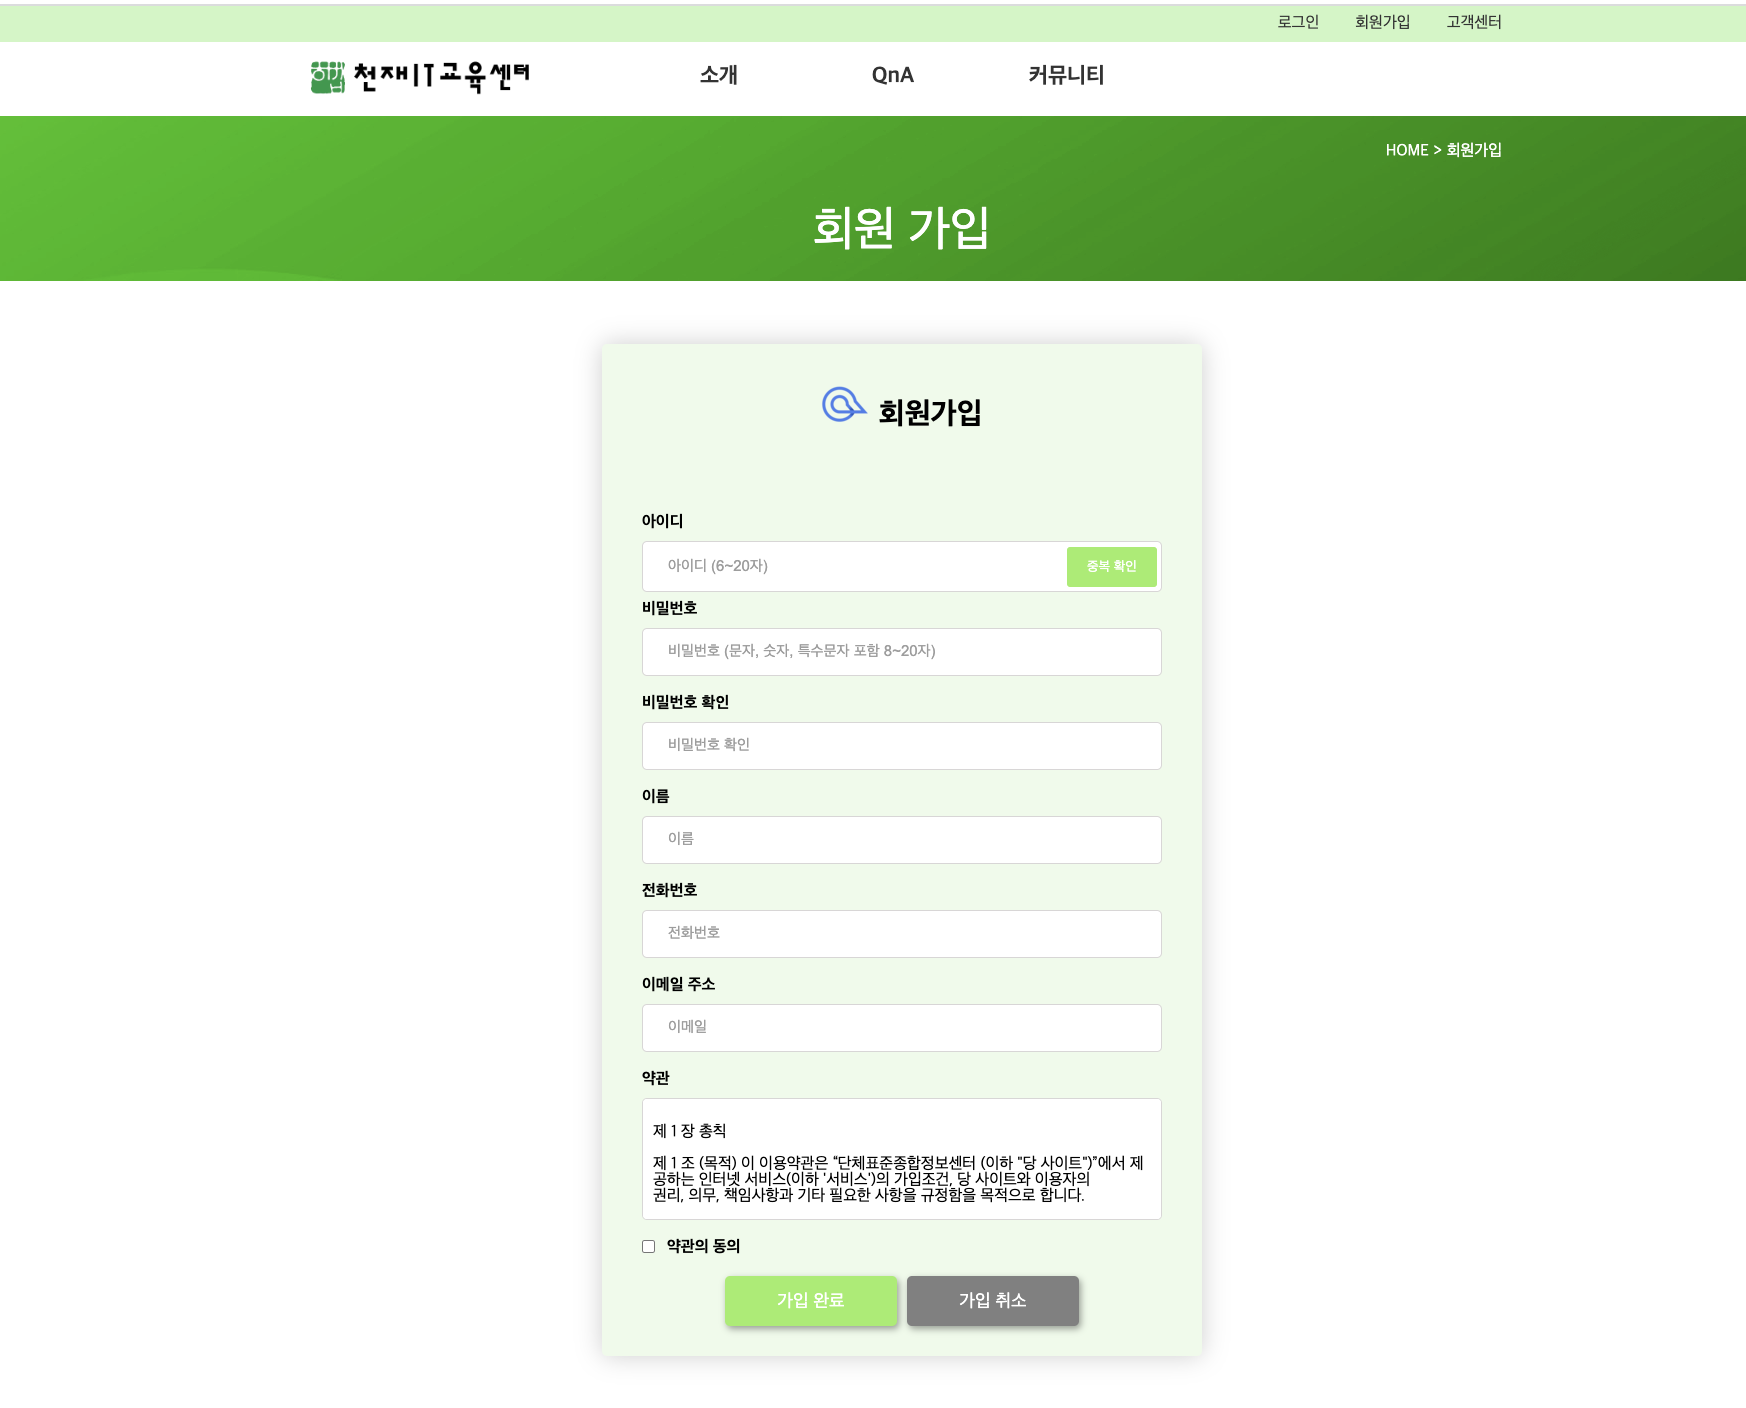 로그인 회원가입 고객센터
천재IT교육센터 소개 QnA 커뮤니티
HOME > 회원가입
회원 가입
회원가입
아이디
아이디 (6~20자) 중복 확인
비밀번호
비밀번호 (문자, 숫자, 특수문자 포함 8~20자)
비밀번호 확인
비밀번호 확인
이름
이름
전화번호
전화번호
이메일 주소
이메일
약관
제 1 장 총칙
제 1 조 (목적) 이 이용약관은 “단체표준종합정보센터 (이하 "당 사이트")”에서 제
공하는 인터넷 서비스(이하 '서비스')의 가입조건, 당 사이트와 이용자의
권리, 의무, 책임사항과 기타 필요한 사항을 규정함을 목적으로 합니다.
약관의 동의
가입 완료 가입 취소